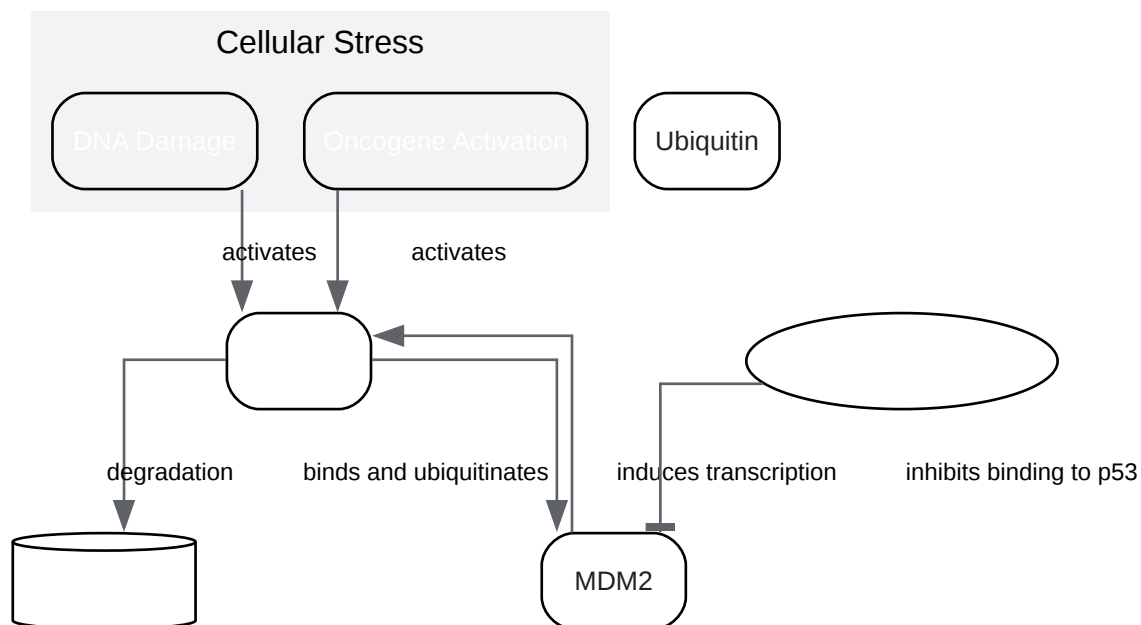 Cellular Stress
DNA Damage
Oncogene Activation
Ubiquitin
activates
activates
degradation
binds and ubiquitinates
induces transcription
inhibits binding to p53
MDM2